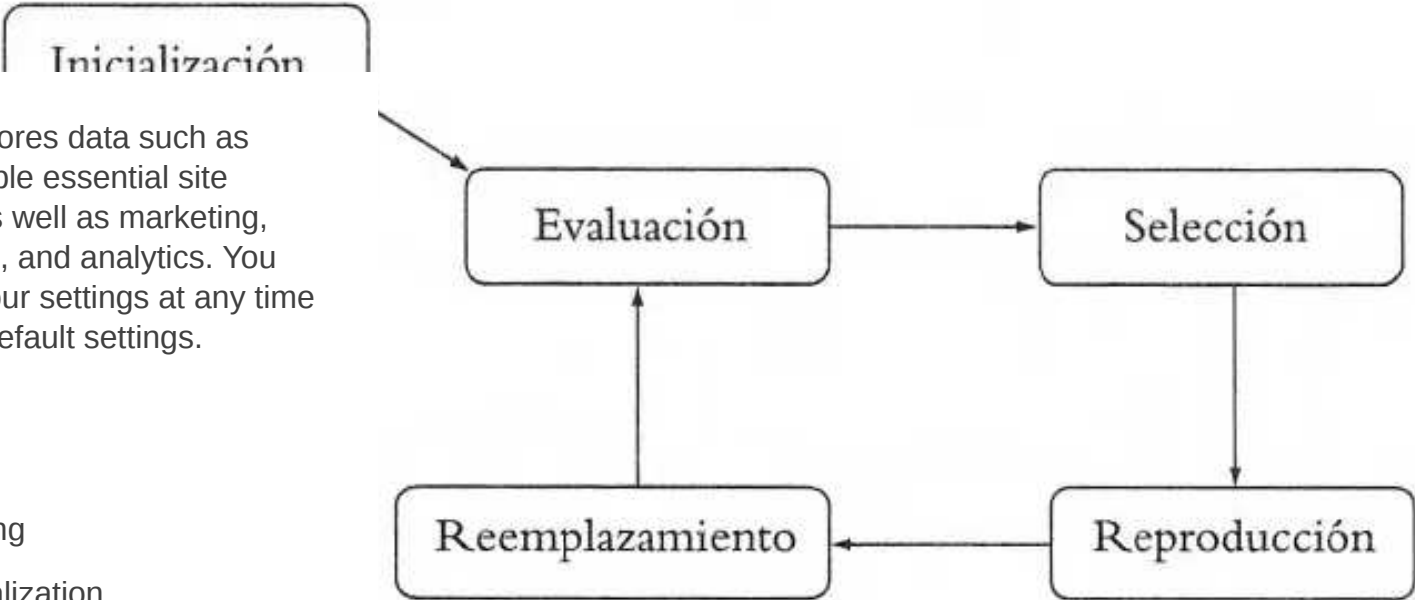 Inicialización
ores data such as
ble essential site
s well as marketing,
, and analytics. You
our settings at any time
efault settings.
Evaluación
Selección
Reemplazamiento
Reproducción
ng
alization